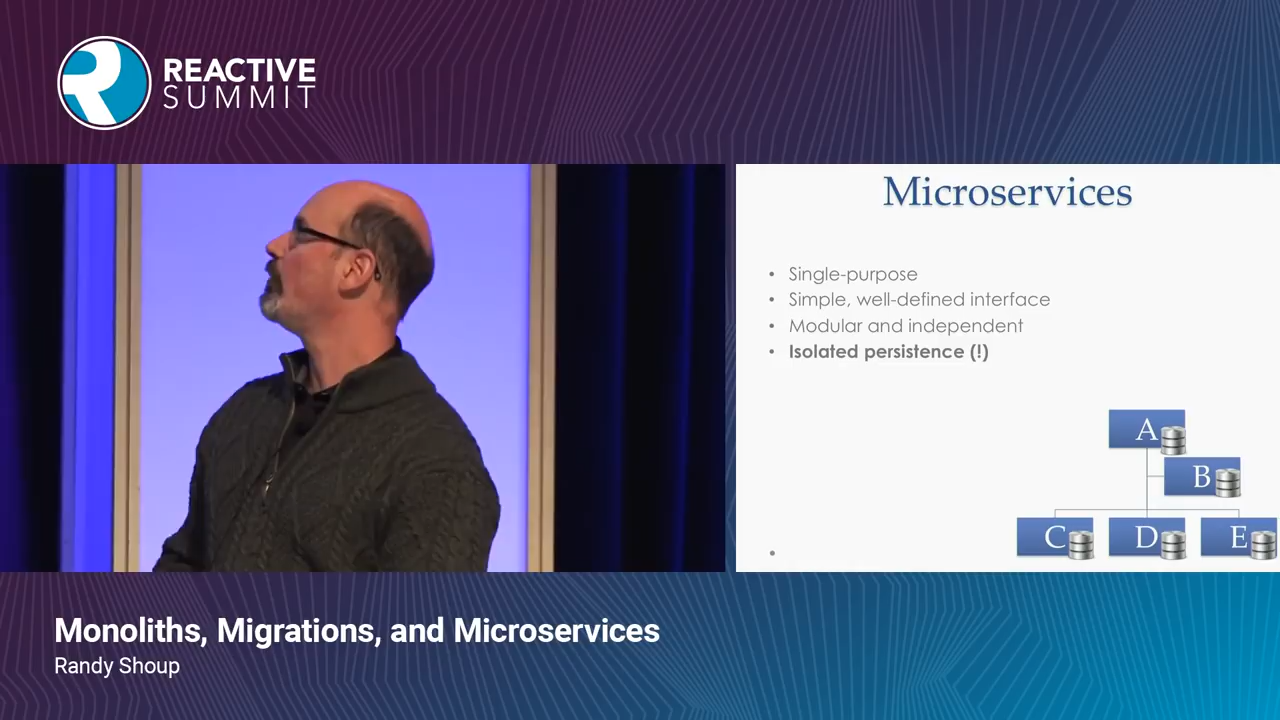 REACTIVE
SUMMIT
Microservices
• Single-purpose
• Simple, well-defined interface
• Modular and independent
• Isolated persistence (!)
A
B
C
D
E
•
Monoliths, Migrations, and Microservices
Randy Shoup